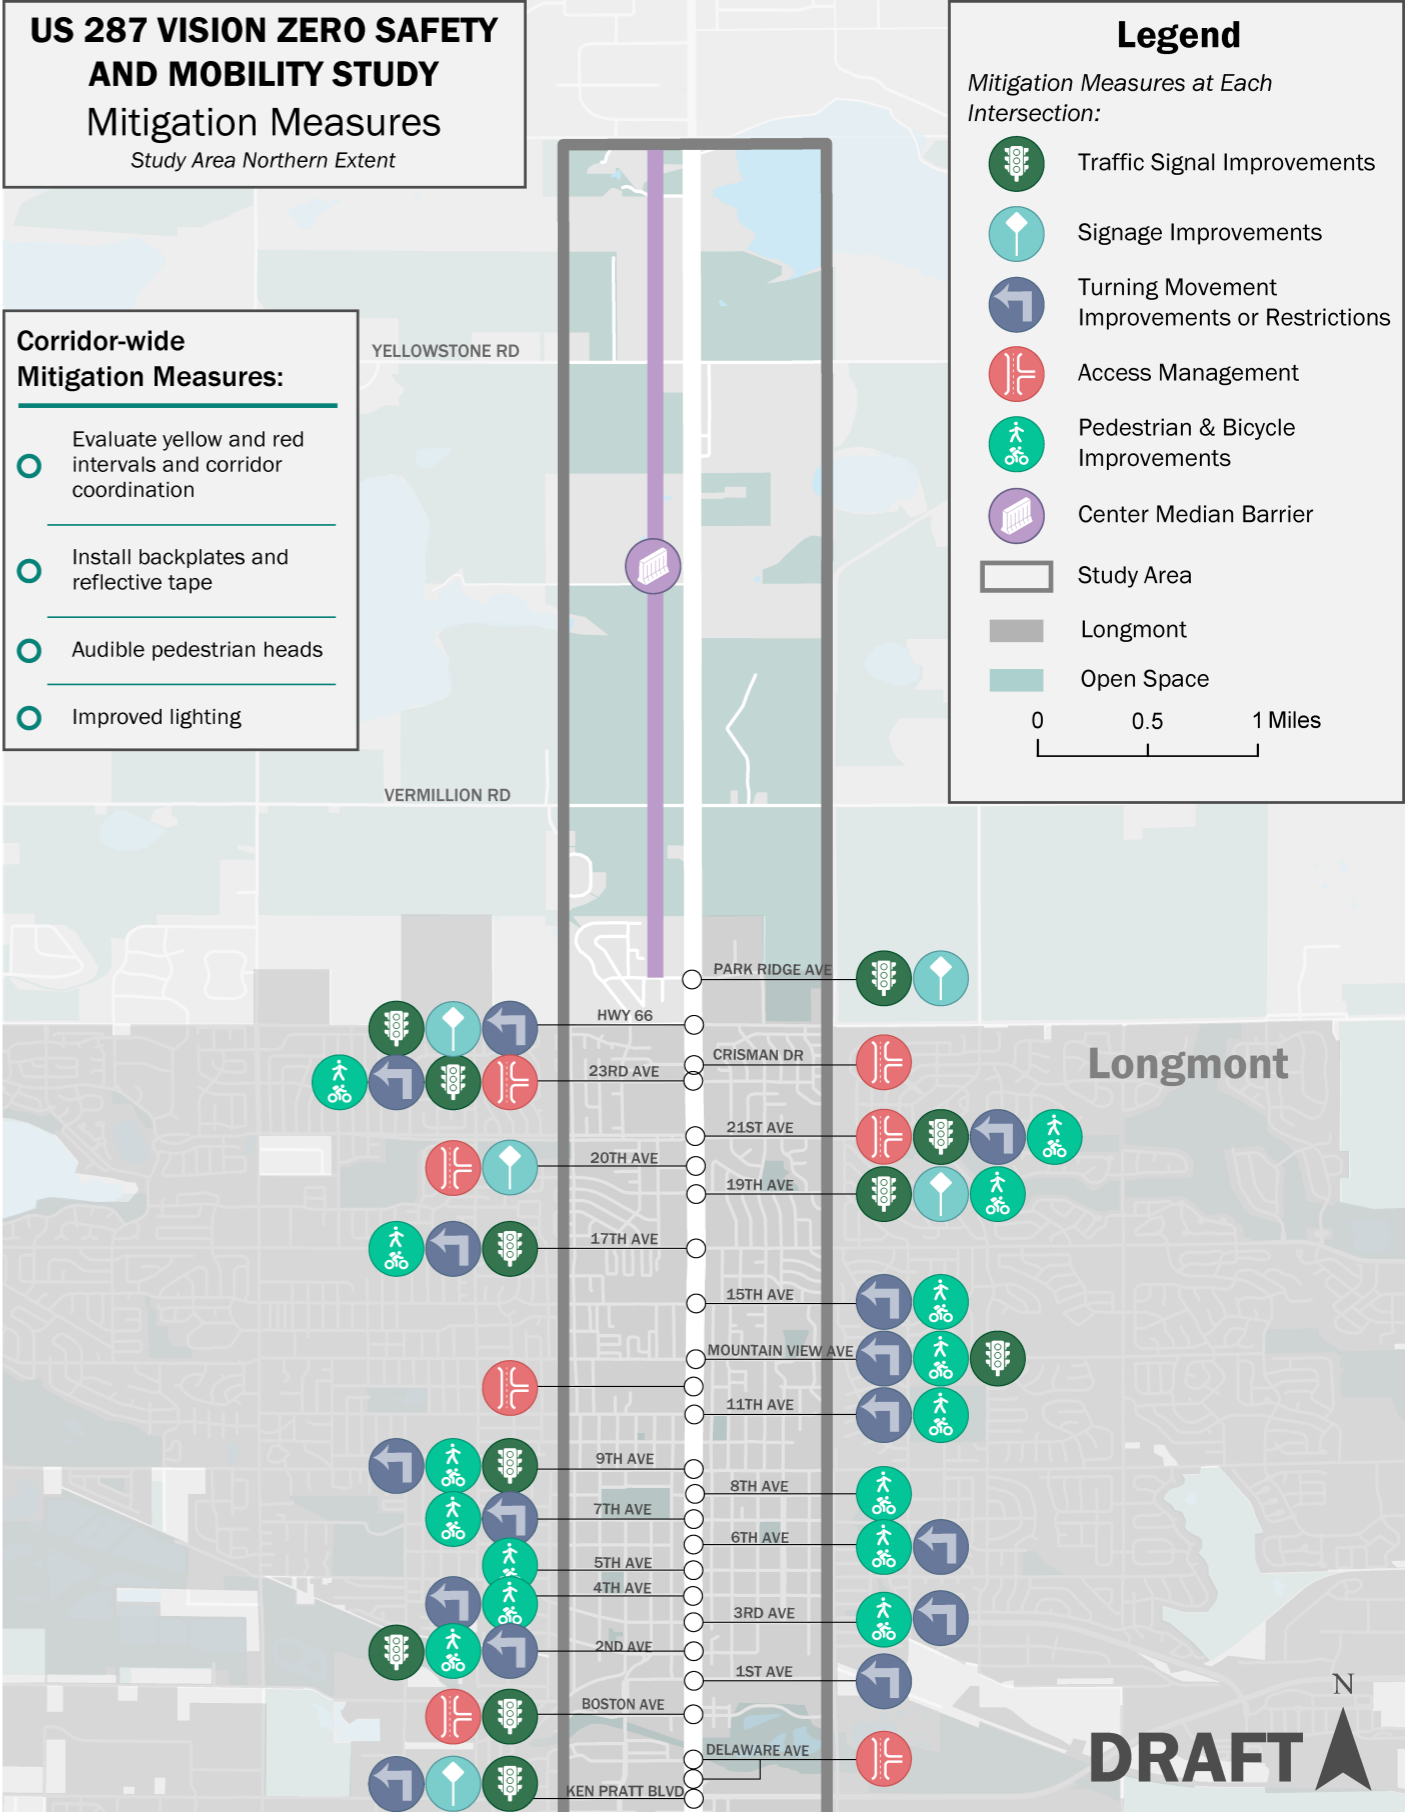 US 287 VISION ZERO SAFETY
AND MOBILITY STUDY
Mitigation Measures
Study Area Northern Extent
Legend
Mitigation Measures at Each
Intersection:
Traffic Signal Improvements
Signage Improvements
Turning Movement
Improvements or Restrictions
Access Management
Pedestrian & Bicycle
Improvements
Center Median Barrier
Study Area
Longmont
Open Space
0 0.5 1 Miles
Corridor-wide
Mitigation Measures:
Evaluate yellow and red
intervals and corridor
coordination
Install backplates and
reflective tape
Audible pedestrian heads
Improved lighting
YELLOWSTONE RD
VERMILLION RD
PARK RIDGE AVE
HWY 66
CRISMAN DR
23RD AVE
Longmont
21ST AVE
20TH AVE
19TH AVE
17TH AVE
15TH AVE
MOUNTAIN VIEW AVE
11TH AVE
9TH AVE
8TH AVE
7TH AVE
6TH AVE
5TH AVE
4TH AVE
3RD AVE
2ND AVE
1ST AVE
BOSTON AVE
DELAWARE AVE
KEN PRATT BLVD
N
DRAFT